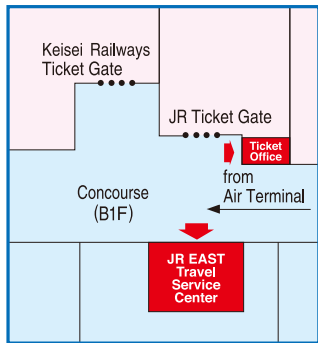 Keisei Railways
Ticket Gate
JR Ticket Gate
Ticket
Office
from
Air Terminal
Concourse
(B1F)
JR EAST
Travel
Service
Center